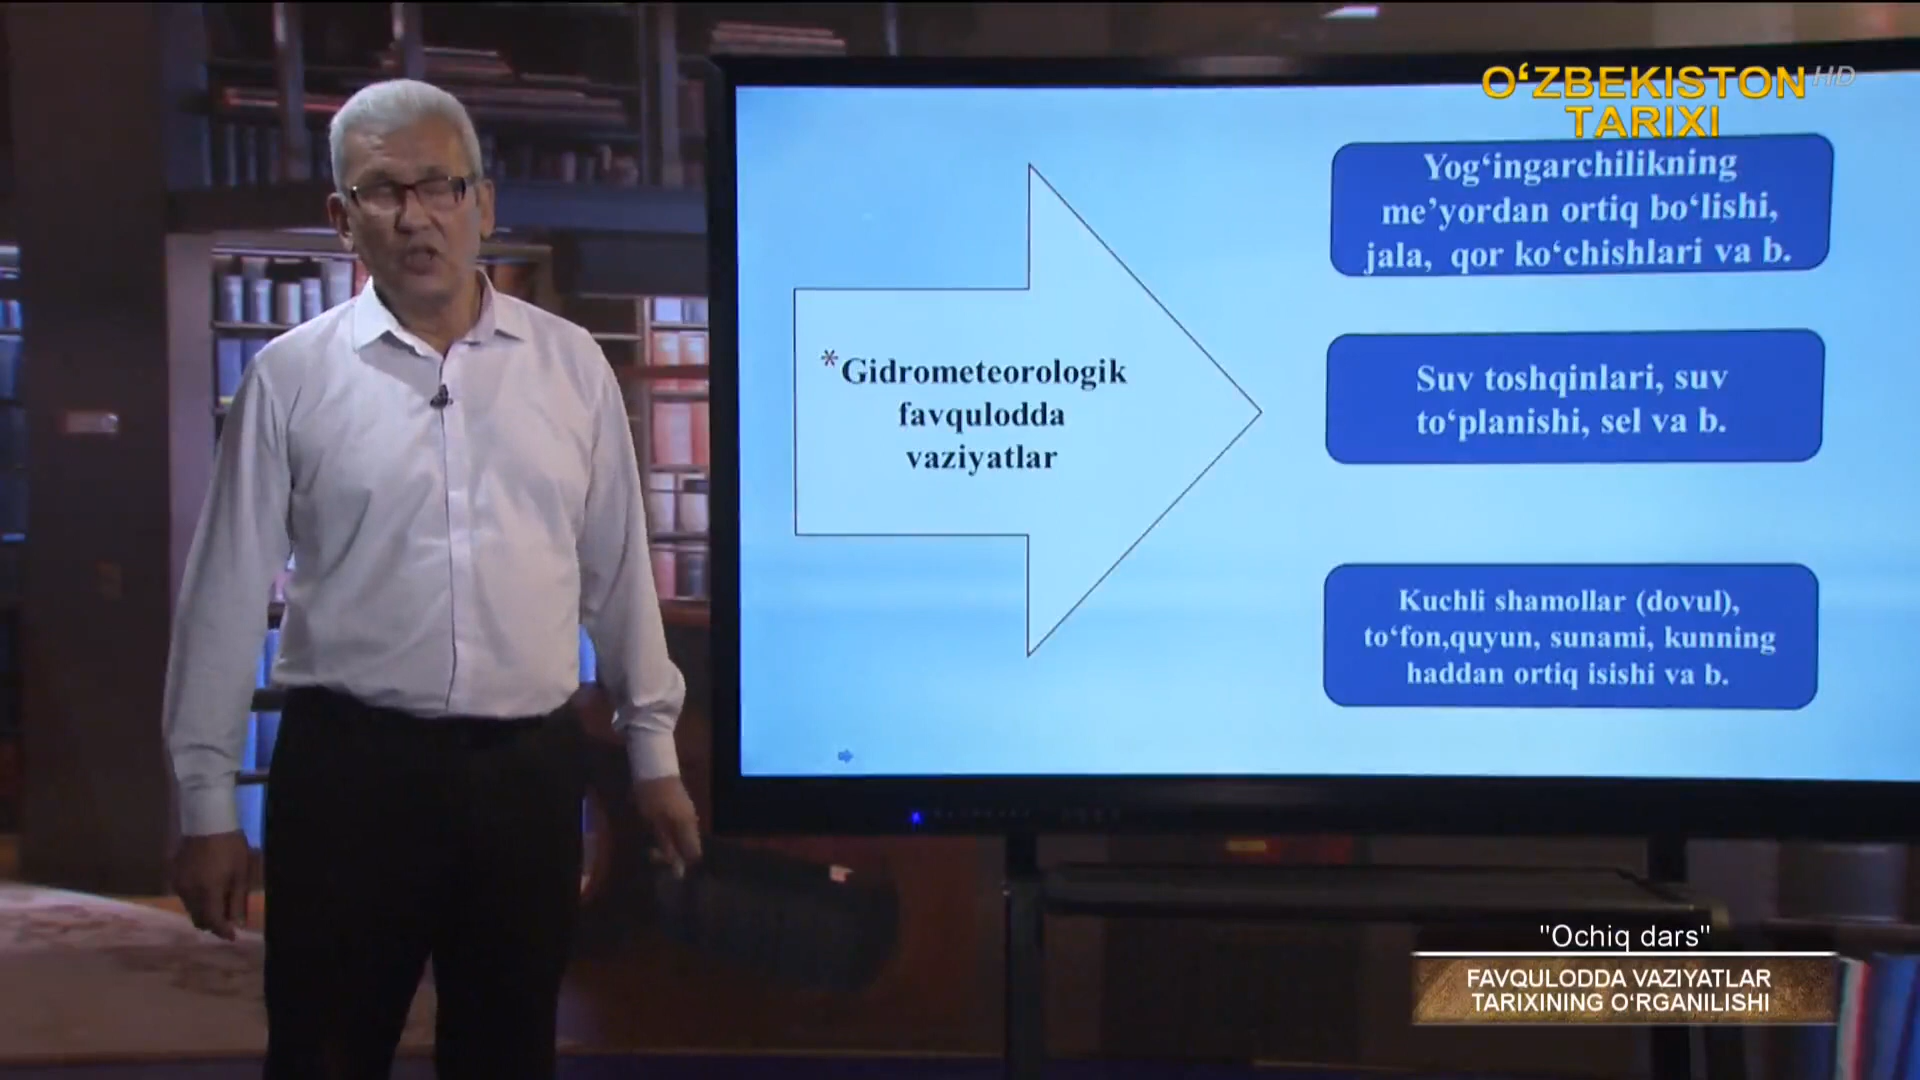 O‘ZBEKISTON HD
TARIXI
Yog‘ingarchilikning
me’yordan ortiq bo‘lishi,
jala, qor ko‘chishlari va b.
*Gidrometeorologik
favqulodda
vaziyatlar
Suv toshqinlari, suv
to‘planishi, sel va b.
Kuchli shamollar (dovul),
to‘fon,quyun, sunami, kunning
haddan ortiq isishi va b.
"Ochiq dars"
FAVQULODDA VAZIYATLAR
TARIXINING O‘RGANILISHI